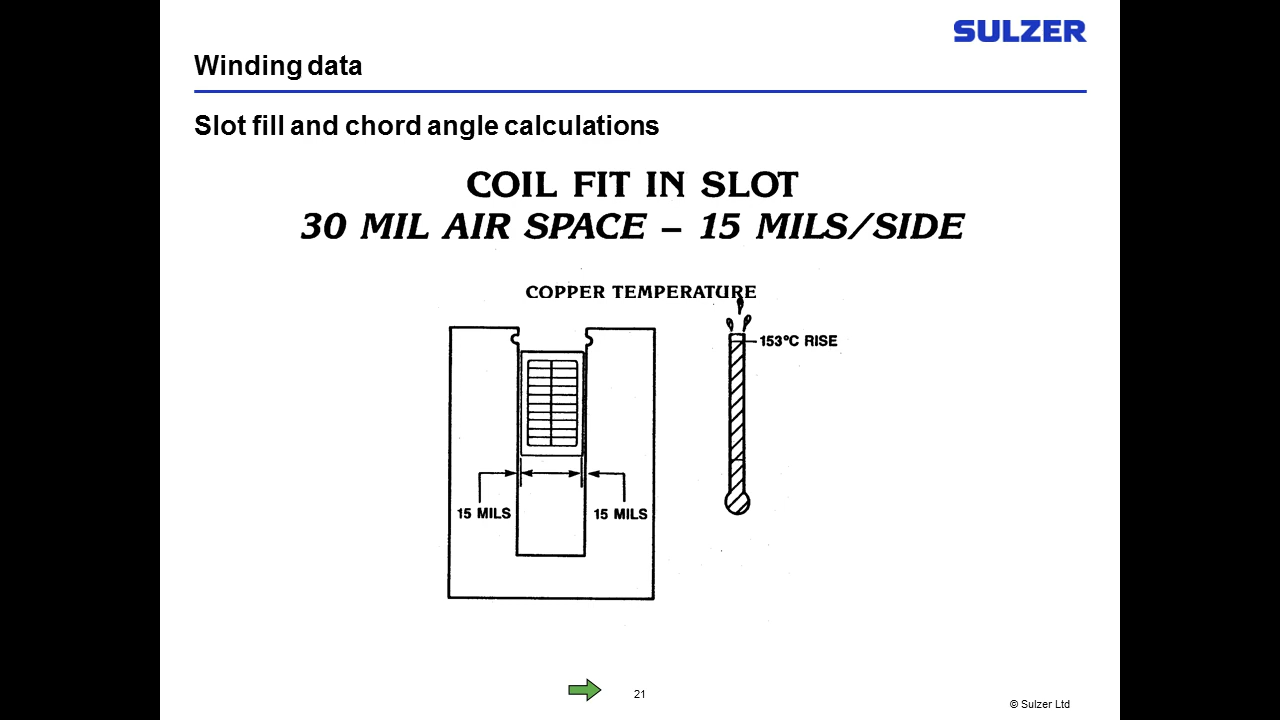 SULZER
Winding data
Slot fill and chord angle calculations
COIL FIT IN SLOT
30 MIL AIR SPACE – 15 MILS/SIDE
COPPER TEMPERATURE
153°C RISE
15 MILS
15 MILS
21
© Sulzer Ltd